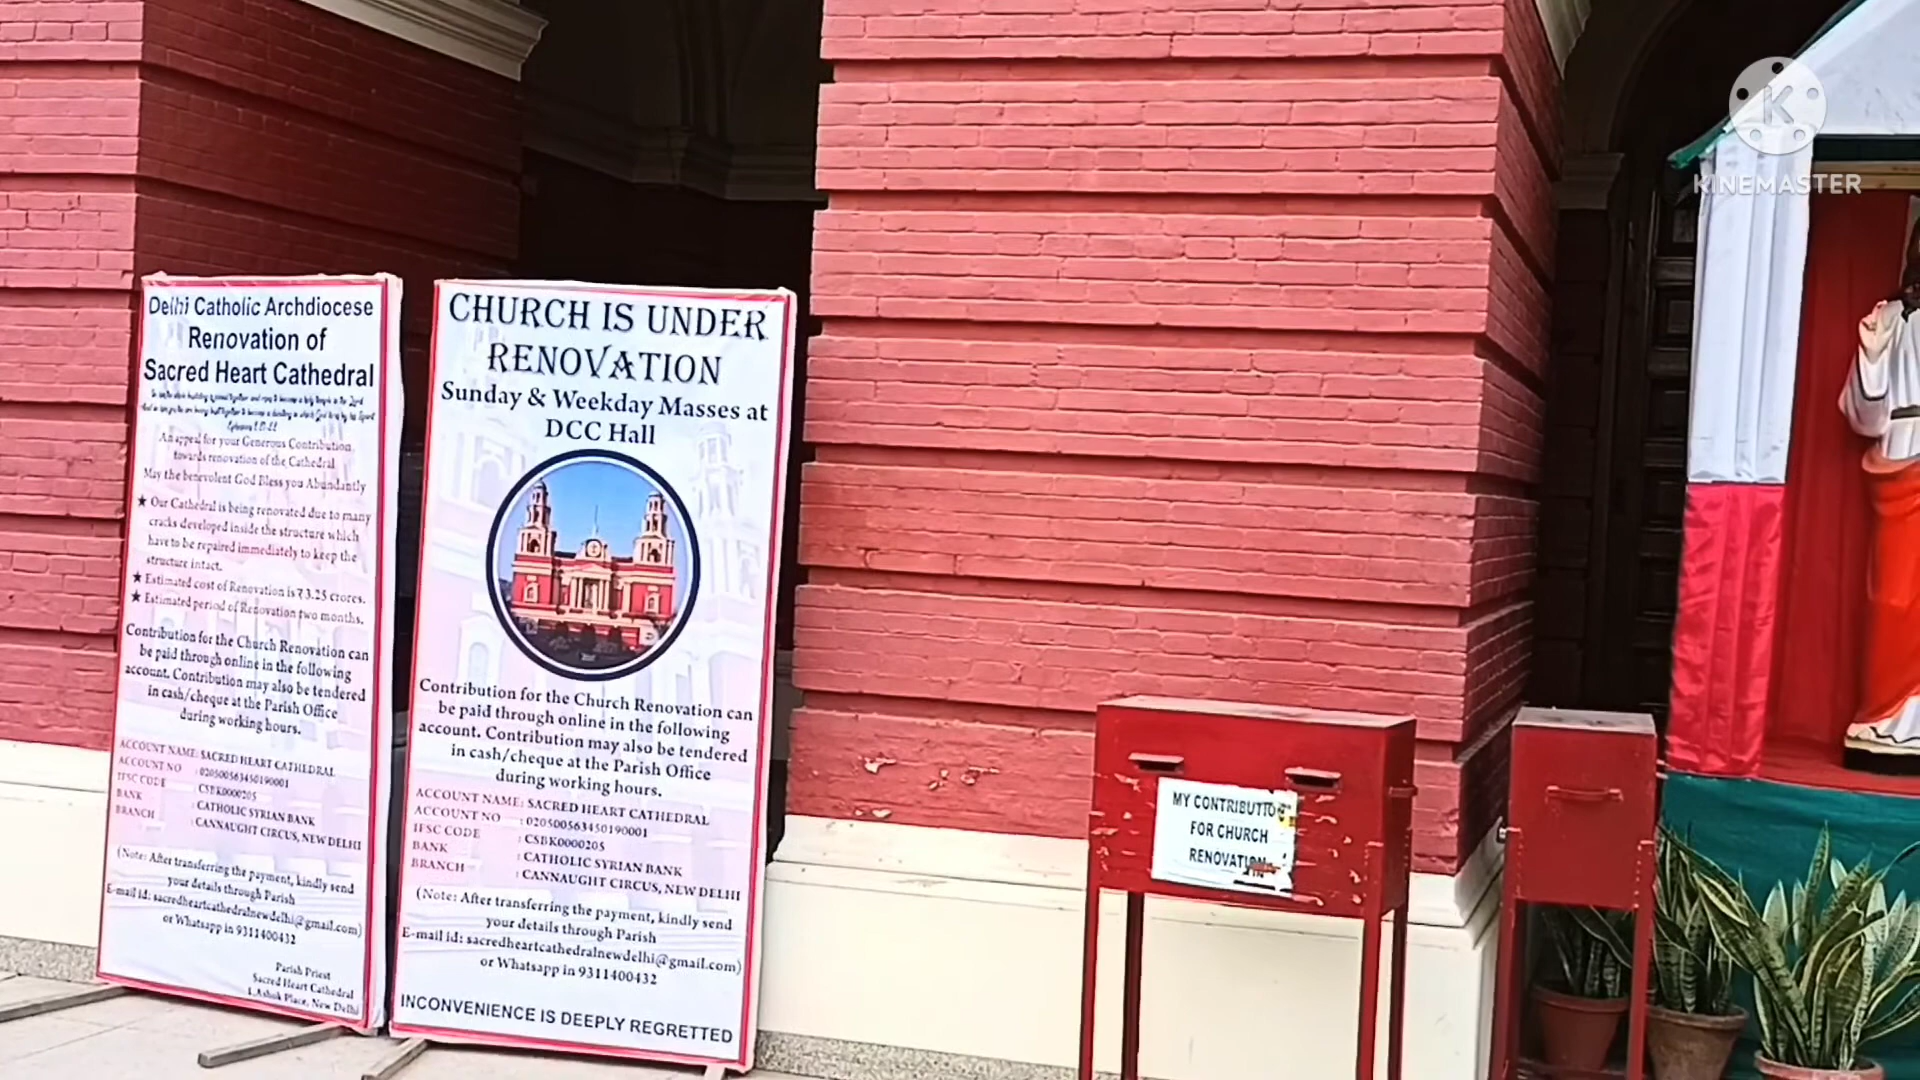 Delhi Catholic Archdiocese
Renovation of
Sacred Heart Cathedral
An appeal for your Generous Contribution
towards renovation of the Cathedral
May the benevolent God Bless you Abundantly
★ Our Cathedral is being renovated due to many
cracks developed inside the structure which
have to be repaired immediately to keep the
structure intact.
★ Estimated cost of Renovation is ₹ 3.25 crores.
★ Estimated period of Renovation two months.
Contribution for the Church Renovation can
be paid through online in the following
account. Contribution may also be tendered
in cash/cheque at the Parish Office
during working hours.
ACCOUNT NAME: SACRED HEART CATHEDRAL
ACCOUNT NO : 020500563450190001
IFSC CODE : CSBK0000205
BANK : CATHOLIC SYRIAN BANK
BRANCH : CANNAUGHT CIRCUS, NEW DELHI
(Note: After transferring the payment, kindly send
your details through Parish
E-mail id: sacredheartcathedralnewdelhi@gmail.com)
or Whatsapp in 9311400432
Parish Priest
Sacred Heart Cathedral
1, Ashok Place, New Delhi
CHURCH IS UNDER
RENOVATION
Sunday & Weekday Masses at
DCC Hall
Contribution for the Church Renovation can
be paid through online in the following
account. Contribution may also be tendered
in cash/cheque at the Parish Office
during working hours.
ACCOUNT NAME: SACRED HEART CATHEDRAL
ACCOUNT NO : 020500563450190001
IFSC CODE : CSBK0000205
BANK : CATHOLIC SYRIAN BANK
BRANCH : CANNAUGHT CIRCUS, NEW DELHI
(Note: After transferring the payment, kindly send
your details through Parish
E-mail id: sacredheartcathedralnewdelhi@gmail.com)
or Whatsapp in 9311400432
INCONVENIENCE IS DEEPLY REGRETTED
MY CONTRIBUTION
FOR CHURCH
RENOVATION
K
KINEMASTER